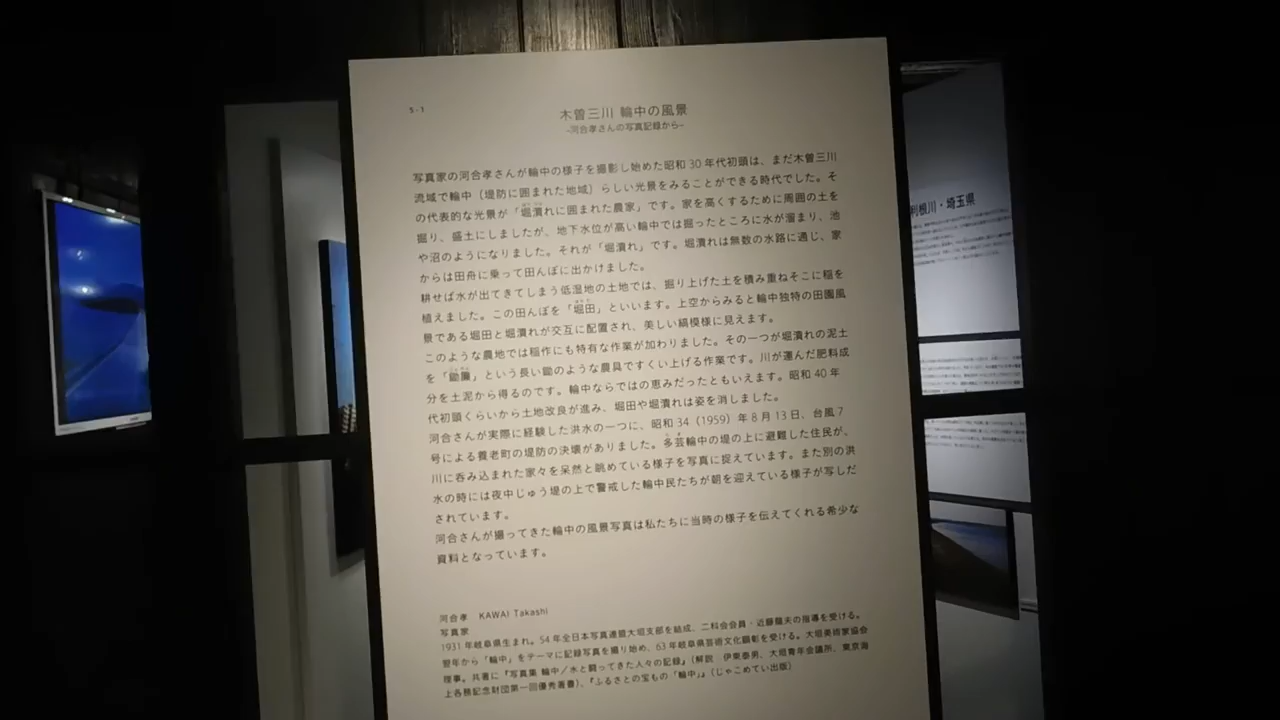 5-1
木曽三川 輪中の風景
-河合孝さんの写真記録から-
写真家の河合孝さんが輪中の様子を撮影し始めた昭和 30 年代初頭は、まだ木曽三川
流域で輪中（堤防に囲まれた地域）らしい光景をみることができる時代でした。そ
の代表的な光景が「堀潰れに囲まれた農家」です。家を高くするために周囲の土を
掘り、盛土にしましたが、地下水位が高い輪中では掘ったところに水が溜まり、池
や沼のようになりました。それが「堀潰れ」です。堀潰れは無数の水路に通じ、家
からは田舟に乗って田んぼに出かけました。
耕せば水が出てきてしまう低湿地の土地では、掘り上げた土を積み重ねそこに稲を
植えました。この田んぼを「堀田」といいます。上空からみると輪中独特の田園風
景である堀田と堀潰れが交互に配置され、美しい縞模様に見えます。
このような農地では稲作にも特有な作業が加わりました。その一つが堀潰れの泥土
を「鋤簾」という長い鍬のような農具ですくい上げる作業です。川が運んだ肥料成
分を土泥から得るのです。輪中ならではの恵みだったともいえます。昭和 40 年
代初頭くらいから土地改良が進み、堀田や堀潰れは姿を消しました。
河合さんが実際に経験した洪水の一つに、昭和 34（1959）年 8 月 13 日、台風 7
号による養老町の堤防の決壊がありました。多芸輪中の堤の上に避難した住民が、
川に呑み込まれた家々を呆然と眺めている様子を写真に捉えています。また別の洪
水の時には夜中じゅう堤の上で警戒した輪中民たちが朝を迎えている様子が写しだ
されています。
河合さんが撮ってきた輪中の風景写真は私たちに当時の様子を伝えてくれる希少な
資料となっています。
河合孝 KAWAI Takashi
写真家
1931 年岐阜県生まれ。54 年全日本写真連盟大垣支部を結成、二科会会員・近藤龍夫の指導を受ける。
翌年から「輪中」をテーマに記録写真を撮り始め、63 年岐阜県芸術文化顕彰を受ける。大垣美術家協会
理事。共著に『写真集 輪中／水と闘ってきた人々の記録』（解説 伊東泰男、大垣青年会議所、東京海
上各務記念財団第一回優秀叢書）、『ふるさとの宝もの「輪中」』（じゃこめてい出版）
利根川・埼玉県